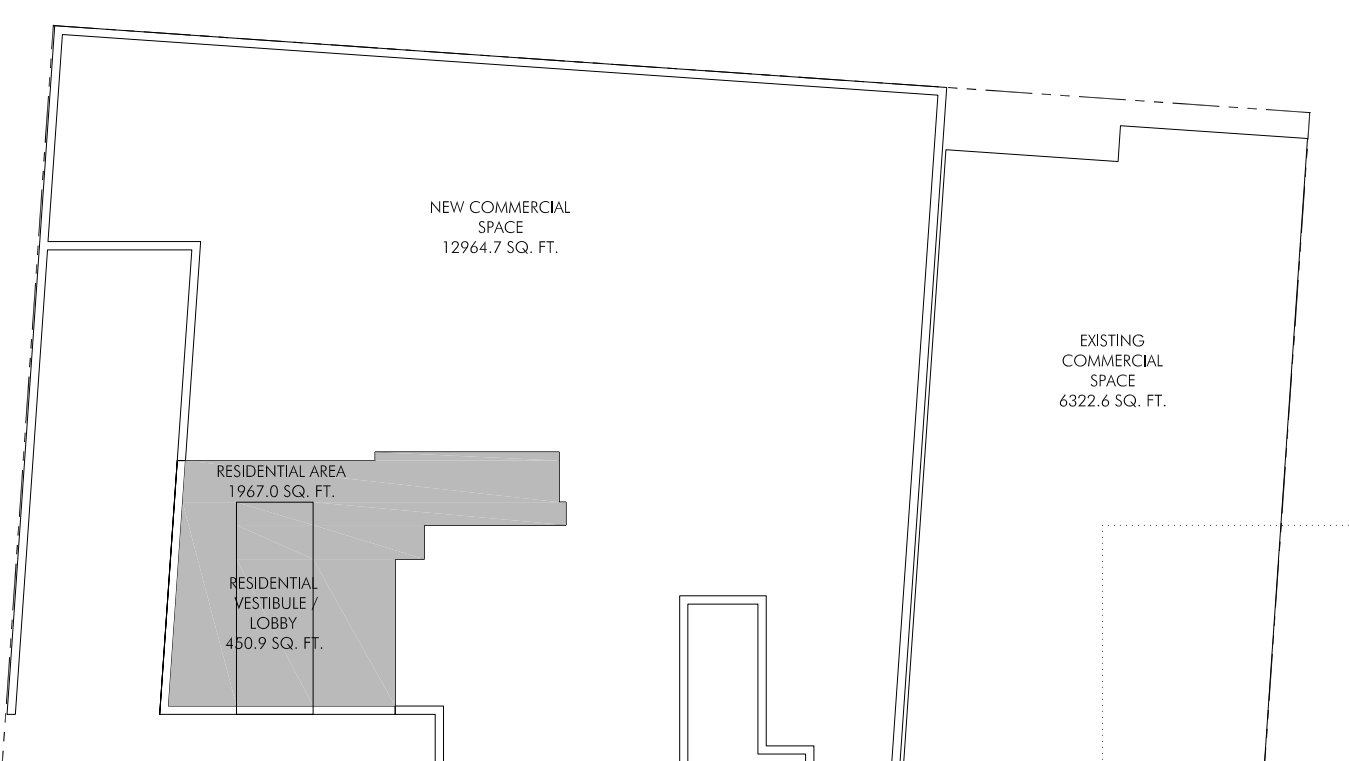 NEW COMMERCIAL
SPACE
12964.7 SQ. FT.
EXISTING
COMMERCIAL
SPACE
6322.6 SQ. FT.
RESIDENTIAL AREA
1967.0 SQ. FT.
RESIDENTIAL
VESTIBULE /
LOBBY
450.9 SQ. FT.